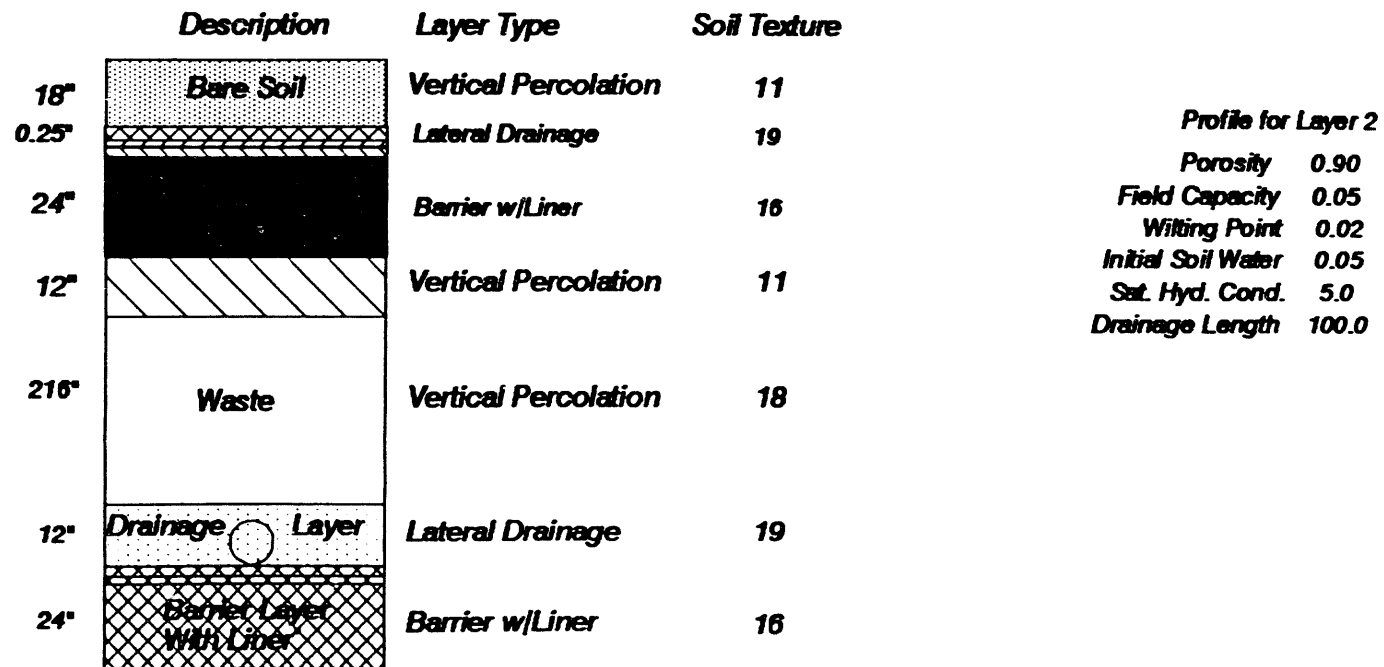 Description Layer Type Soil Texture
18" Bare Soil Vertical Percolation 11
0.25" Lateral Drainage 19
24" Barrier w/Liner 16
12" Vertical Percolation 11
216" Waste Vertical Percolation 18
12" Drainage Layer Lateral Drainage 19
24" Barrier Layer With Liner Barrier w/Liner 16
Profile for Layer 2
Porosity 0.90
Field Capacity 0.05
Wilting Point 0.02
Initial Soil Water 0.05
Sat. Hyd. Cond. 5.0
Drainage Length 100.0